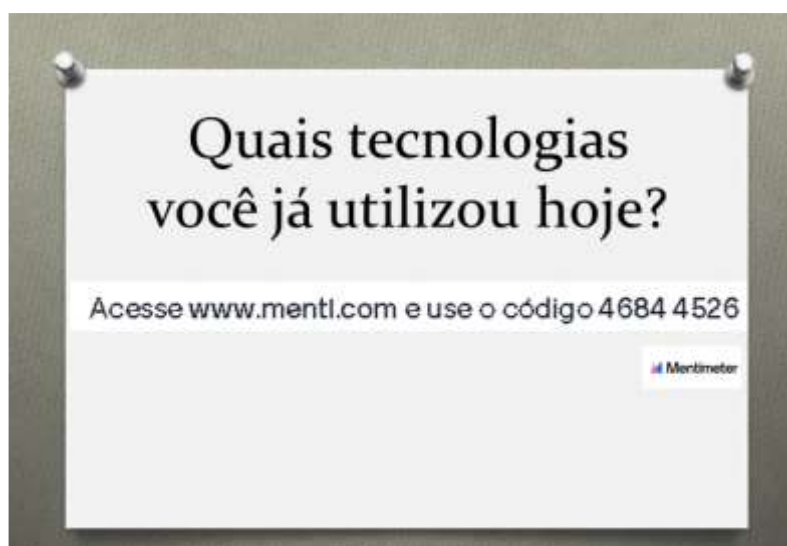 Quais tecnologias
você já utilizou hoje?
Acesse www.menti.com e use o código 4684 4526
Mentimeter